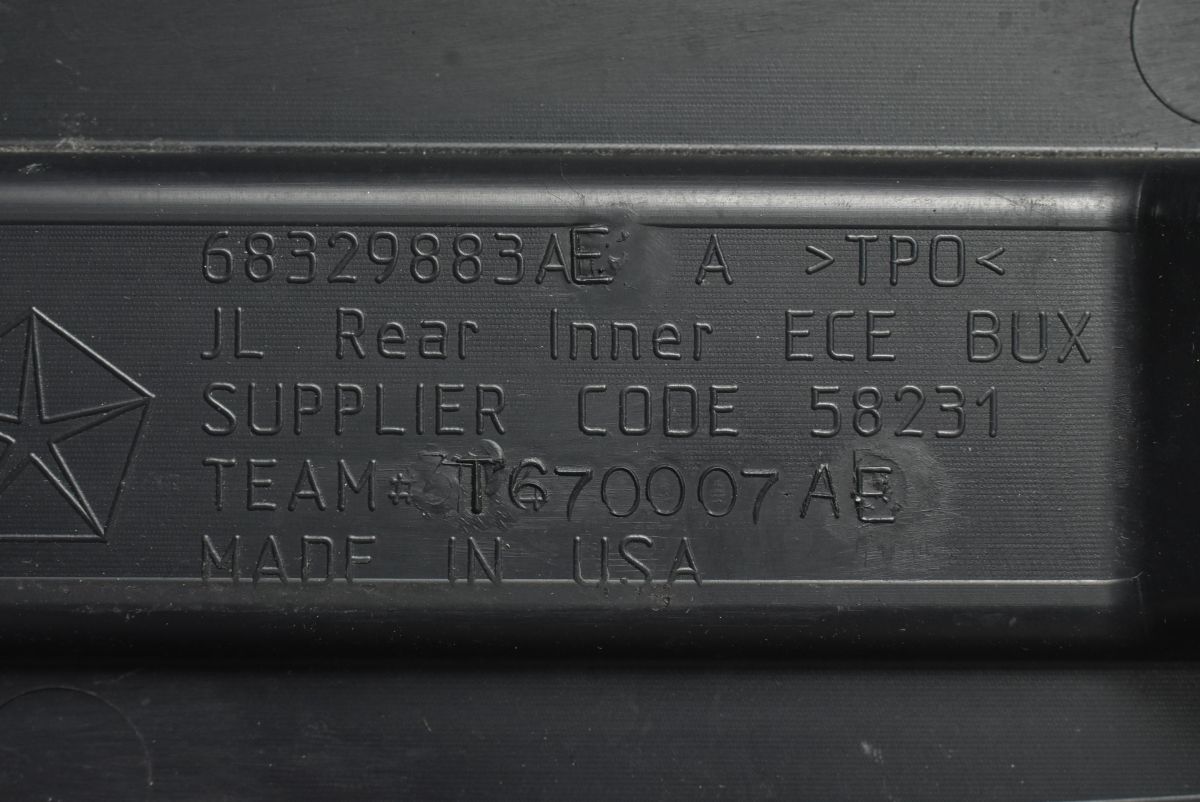 68329883AE A >TPO<
JL Rear Inner ECE BUX
SUPPLIER CODE 58231
TEAM# T670007AE
MADE IN USA